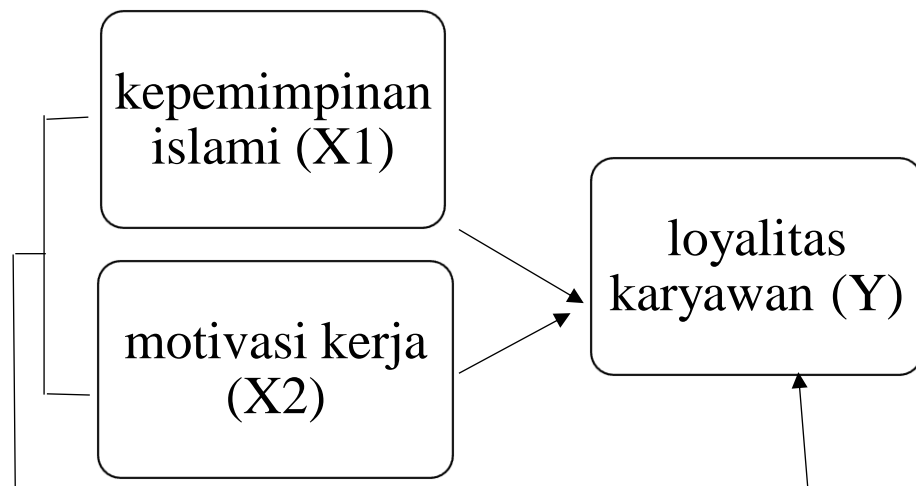 kepemimpinan
islami (X1)
motivasi kerja
(X2)
loyalitas
karyawan (Y)